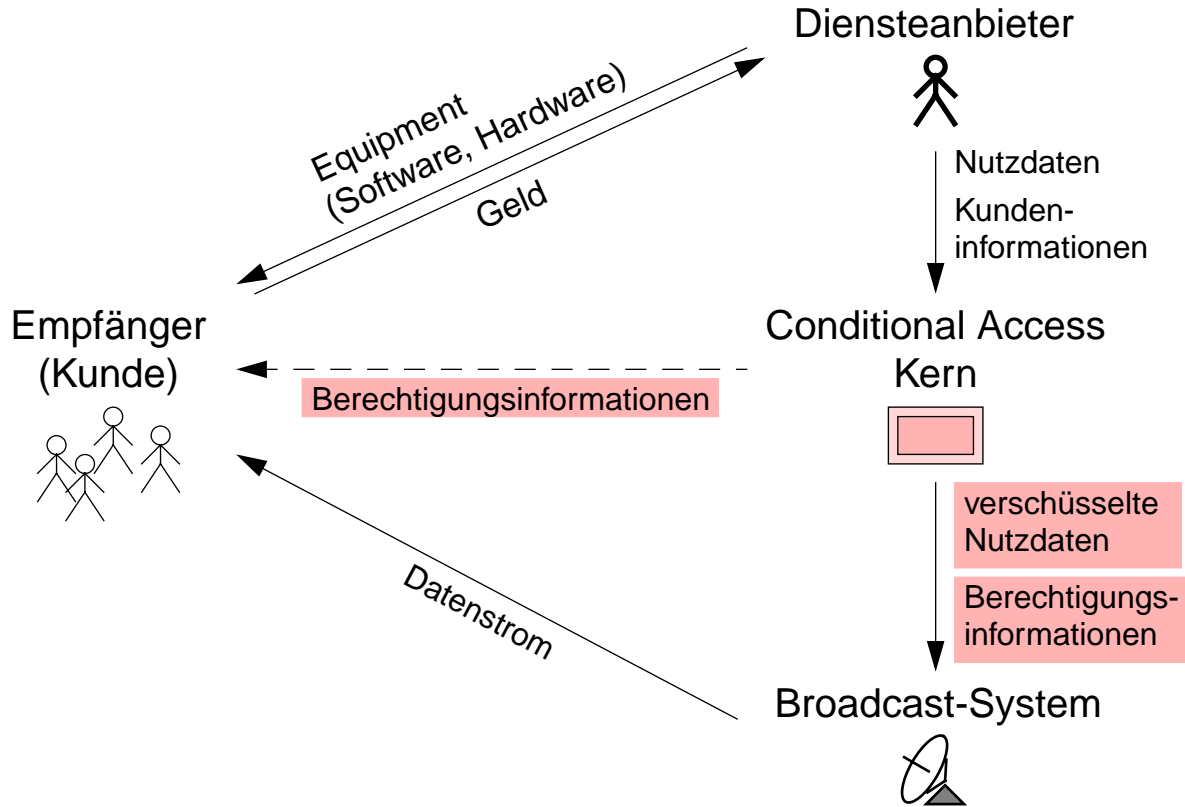 Diensteanbieter
Equipment
(Software, Hardware)
Geld
Nutzdaten
Kunden-
informationen
Empfänger
(Kunde)
Conditional Access
Kern
Berechtigungsinformationen
verschüsselte
Nutzdaten
Berechtigungs-
informationen
Datenstrom
Broadcast-System